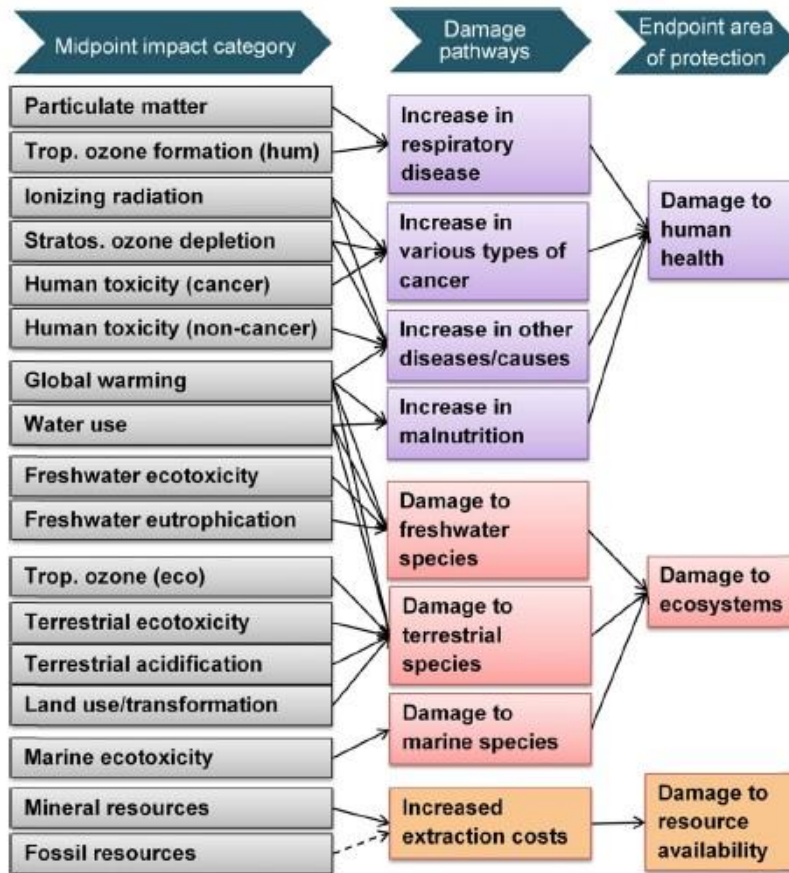 Midpoint impact category
Damage
pathways
Endpoint area
of protection
Particulate matter
Trop. ozone formation (hum)
Ionizing radiation
Stratos. ozone depletion
Human toxicity (cancer)
Human toxicity (non-cancer)
Global warming
Water use
Freshwater ecotoxicity
Freshwater eutrophication
Trop. ozone (eco)
Terrestrial ecotoxicity
Terrestrial acidification
Land use/transformation
Marine ecotoxicity
Mineral resources
Fossil resources
Increase in
respiratory
disease
Increase in
various types of
cancer
Increase in other
diseases/causes
Increase in
malnutrition
Damage to
freshwater
species
Damage to
terrestrial
species
Damage to
marine species
Increased
extraction costs
Damage to
human
health
Damage to
ecosystems
Damage to
resource
availability